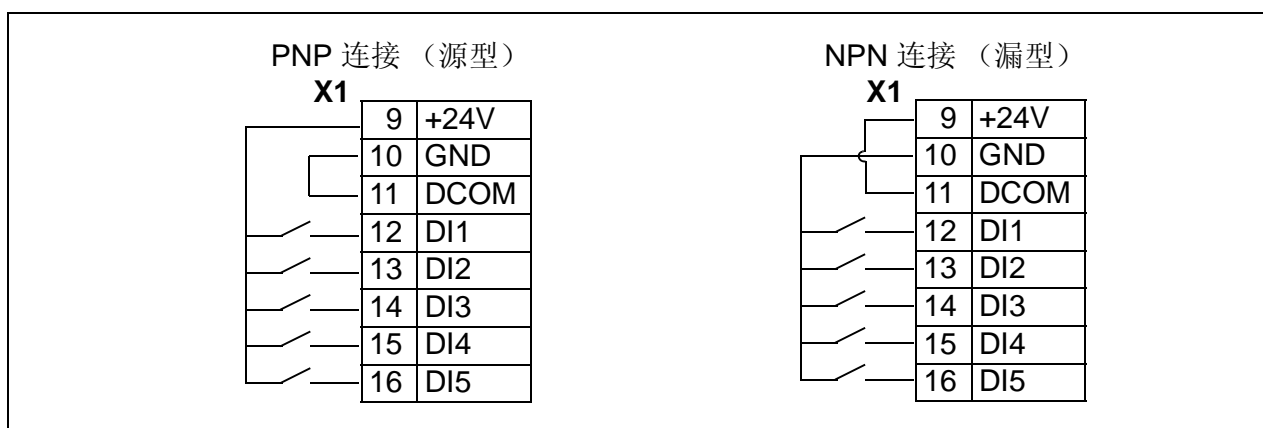 PNP 连接 （源型）
X1
9 +24V
10 GND
11 DCOM
12 DI1
13 DI2
14 DI3
15 DI4
16 DI5
NPN 连接 （漏型）
X1
9 +24V
10 GND
11 DCOM
12 DI1
13 DI2
14 DI3
15 DI4
16 DI5